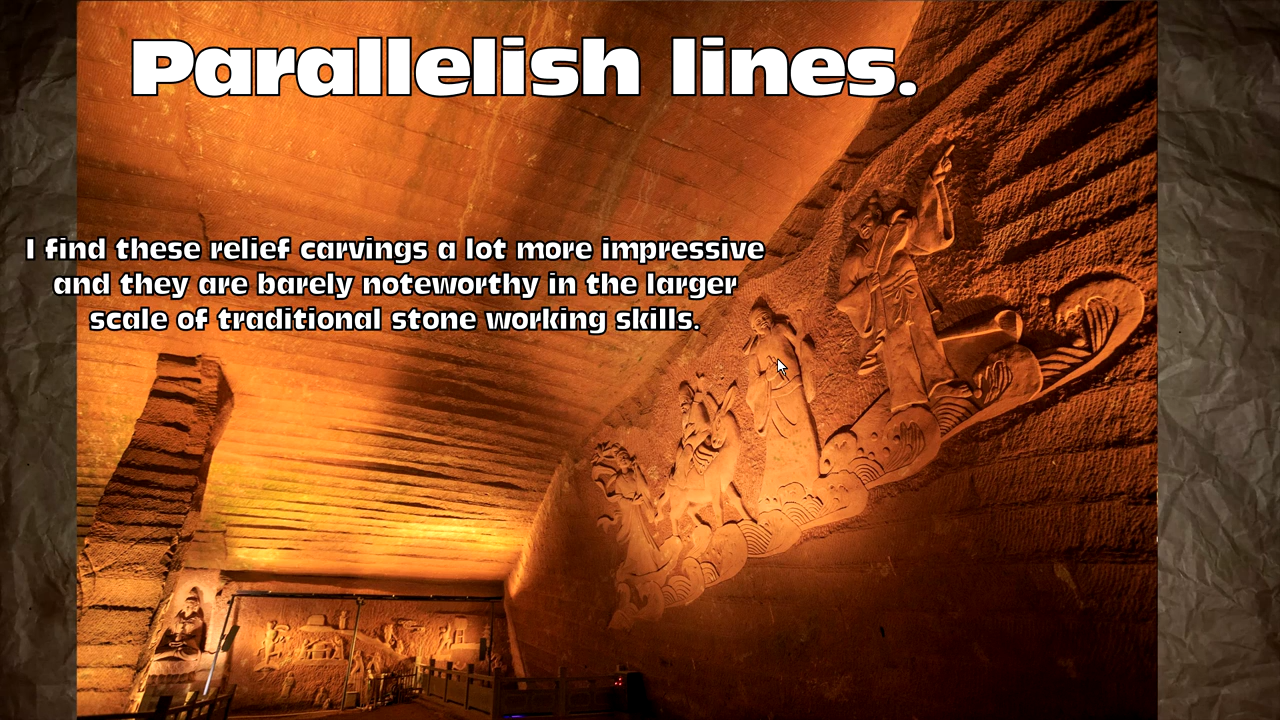 Parallelish lines.
I find these relief carvings a lot more impressive
and they are barely noteworthy in the larger
scale of traditional stone working skills.